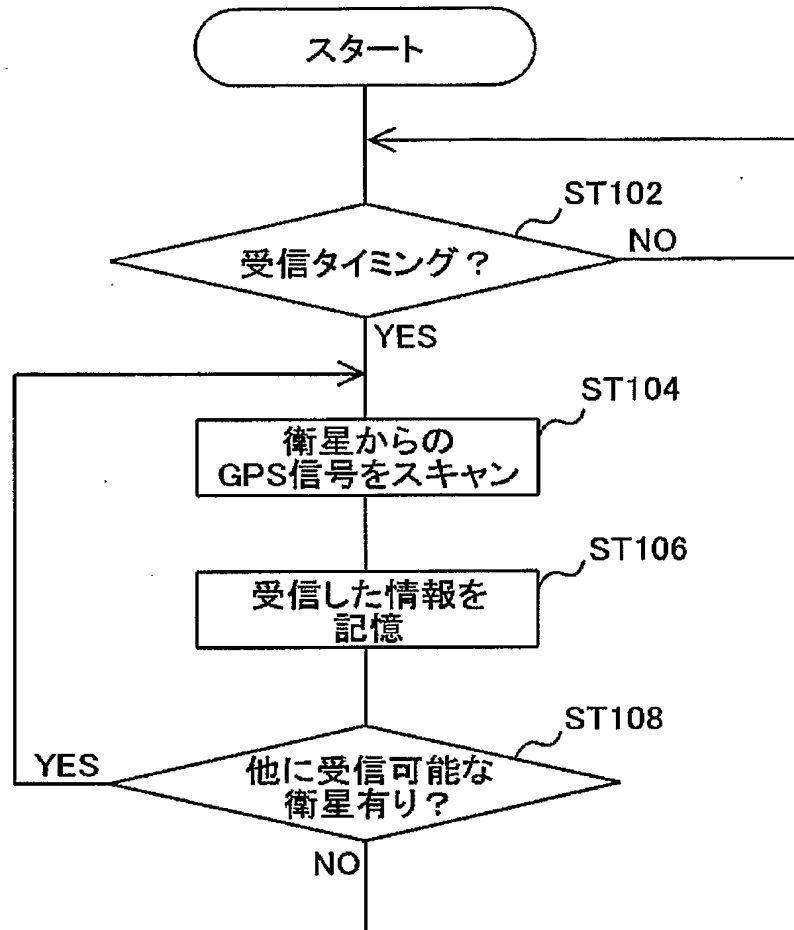 スタート
ST102
受信タイミング？
NO
YES
ST104
衛星からの
GPS信号をスキャン
ST106
受信した情報を
記憶
ST108
YES
他に受信可能な
衛星有り？
NO